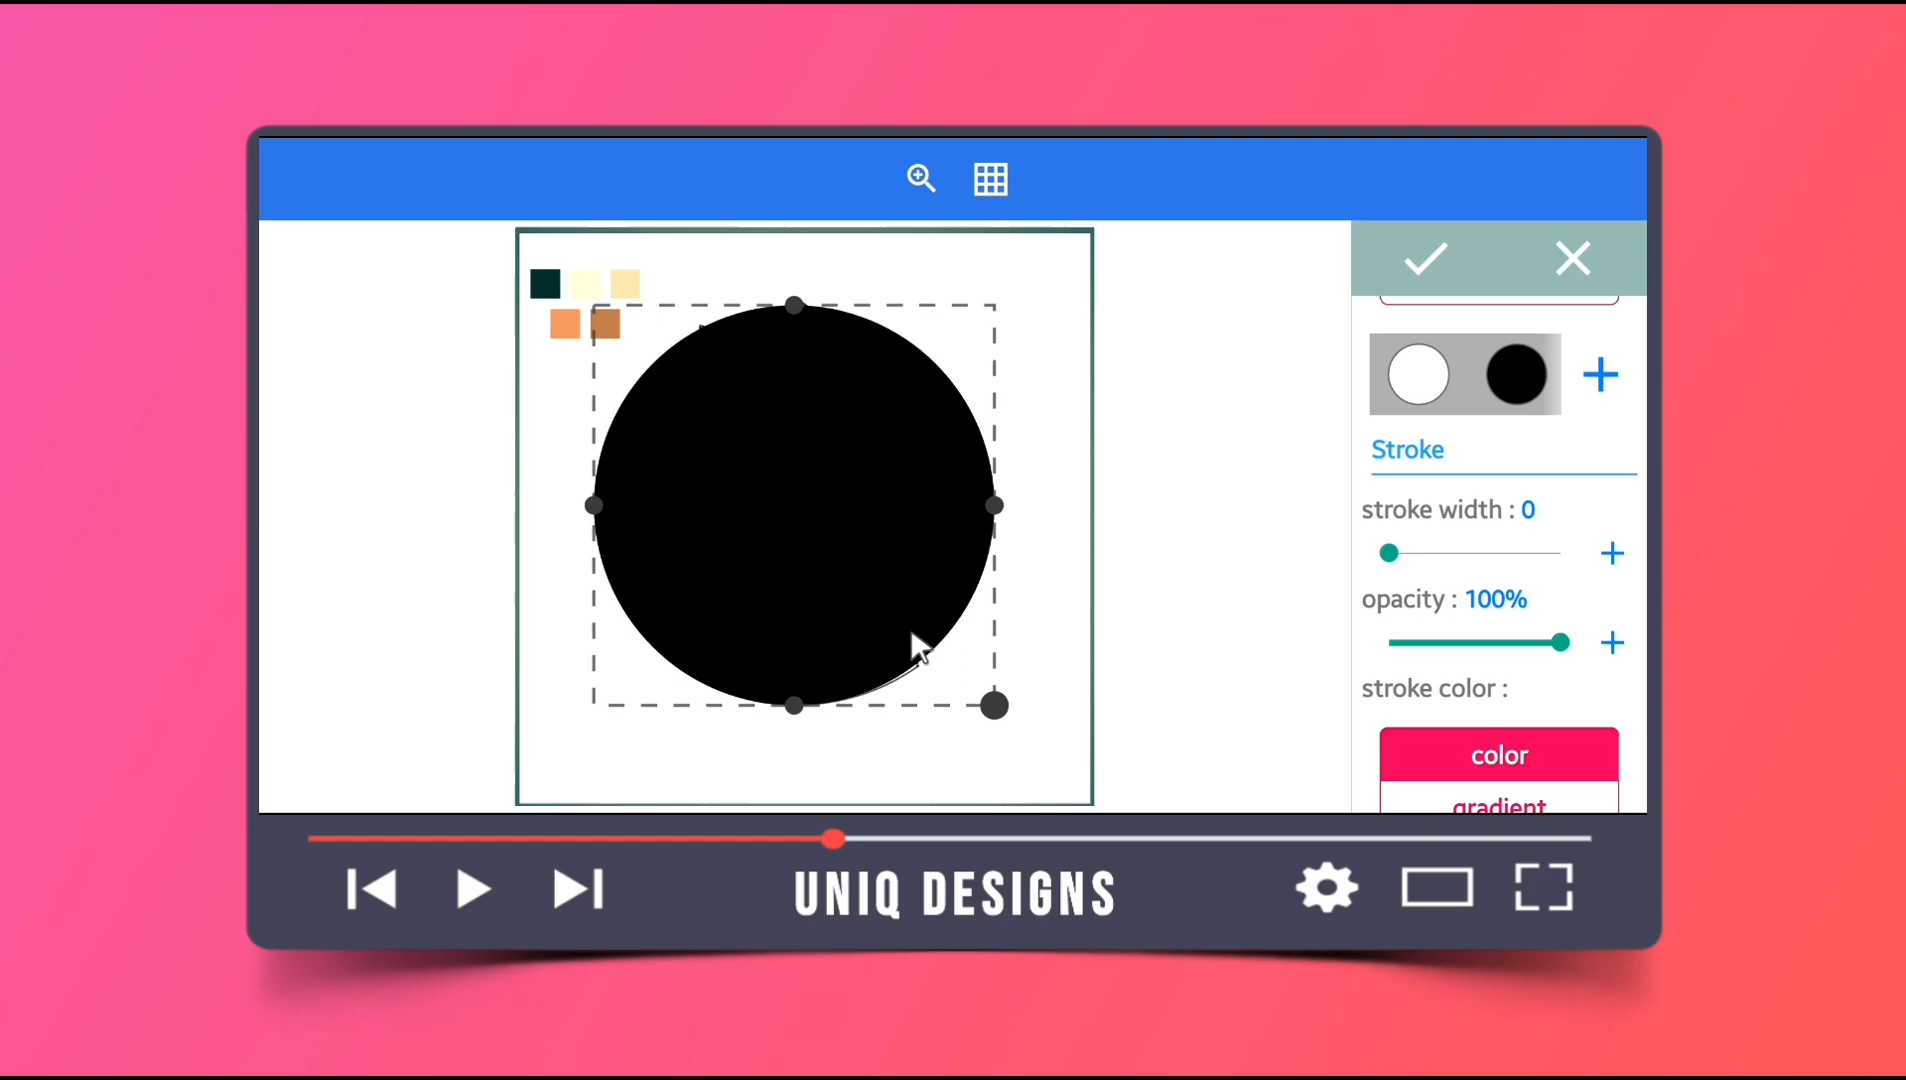 Stroke
stroke width : 0
opacity : 100%
stroke color :
color
gradient
UNIQ DESIGNS